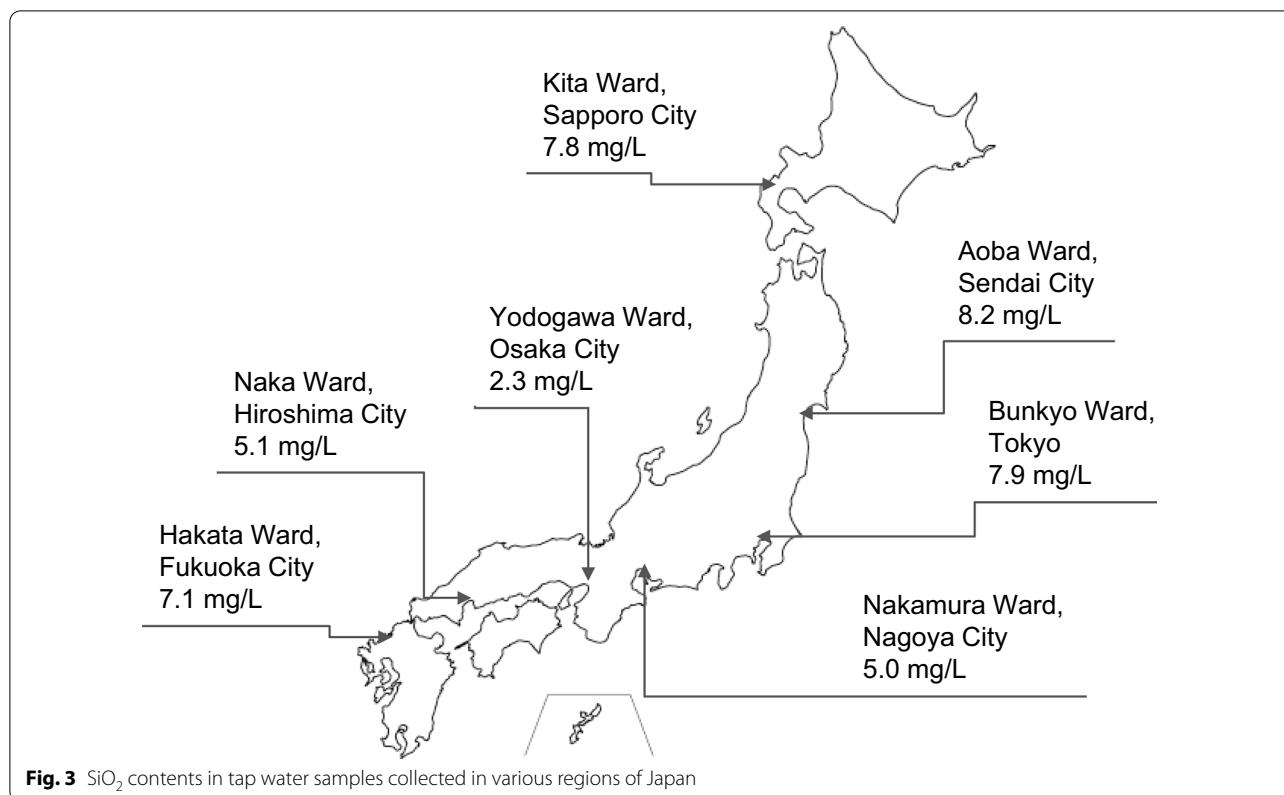 Kita Ward,
Sapporo City
7.8 mg/L
Aoba Ward,
Sendai City
8.2 mg/L
Yodogawa Ward,
Osaka City
2.3 mg/L
Naka Ward,
Hiroshima City
5.1 mg/L
Bunkyo Ward,
Tokyo
7.9 mg/L
Hakata Ward,
Fukuoka City
7.1 mg/L
Nakamura Ward,
Nagoya City
5.0 mg/L
Fig. 3 SiO₂ contents in tap water samples collected in various regions of Japan